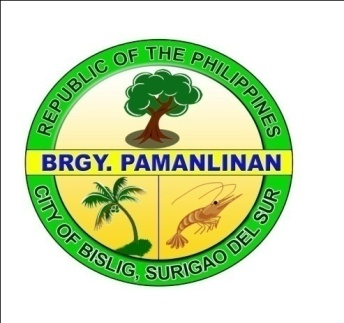 REPUBLIC OF THE PHILIPPINES
BRGY. PAMANLINAN
CITY OF BISLIG, SURIGAO DEL SUR